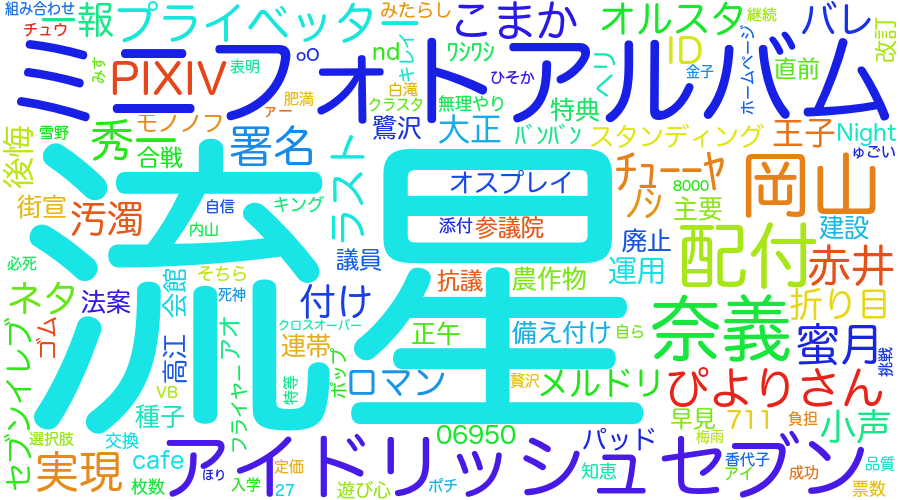 組み合わせ
チュウ
一報
プライベッター
みたらし
こまか
オルスタ
継続
バレ
改訂
ミニフォトアルバム
PIXIV
表明
みす
oO
nd
キレイ
ﾜｼﾜｼ
ヘリ
ID
金子
直前
ホームページ
ひそか
肥満
アー
白滝
クラスタ
無理やり
特典
雪野
秀一
モノノフ
合戦
署名
鷺沢
大正
ﾊﾞﾝﾊﾞﾝ
スタンディング
王子
Night
ゅごい
後悔
流星
ラスト
オスプレイ
チューーヤ
ノシ
8000
主要
岡山
街宣
汚濁
自信
キング
内山
添付
参議院
廃止
建設
必死
会館
そちら
議員
抗議
農作物
運用
配付
赤井
ネタ
法案
死神
付け
折り目
ゴム
セブンイレブン
高江
フライヤー
アオ
クロスオーバー
連帯
正午
備え付け
自ら
奈義
蜜月
挑戦
VB
特専
ポップ
ロマン
贅沢
メルドリ
ぴよりさん
種子
選択肢
交換
06950
パッド
早見
711
負担
小声
梅雨
実現
cafe
枚数
アイドリッシュセブン
ほり
入学
定価
27
遊び心
ポチ
知恵
香代子
アイ
成功
品質
票数